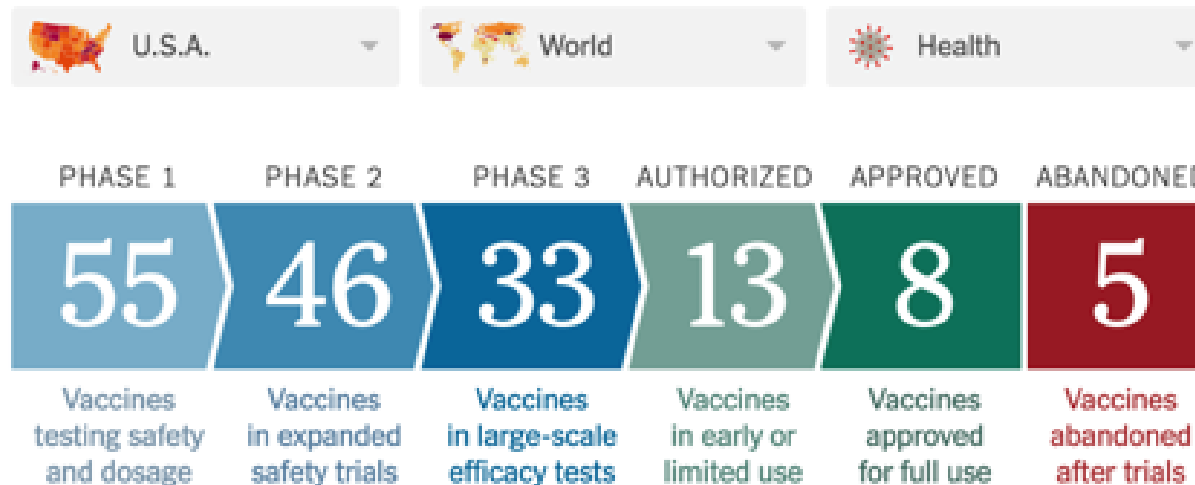 U.S.A.
World
Health
PHASE 1
PHASE 2
PHASE 3
AUTHORIZED
APPROVED
ABANDONED
55
46
33
13
8
5
Vaccines
testing safety
and dosage
Vaccines
in expanded
safety trials
Vaccines
in large-scale
efficacy tests
Vaccines
in early or
limited use
Vaccines
approved
for full use
Vaccines
abandoned
after trials